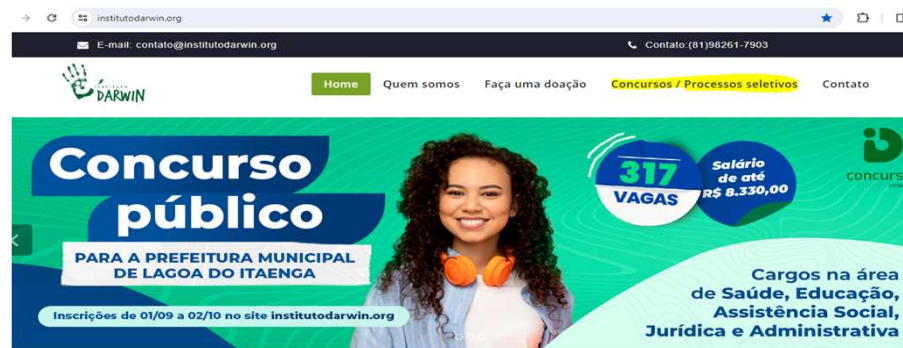 institutodarwin.org
E-mail: contato@institutodarwin.org
Contato:(81)98261-7903
INSTITUTO
DARWIN
Home Quem somos Faça uma doação Concursos / Processos seletivos Contato
Concurso
público
PARA A PREFEITURA MUNICIPAL
DE LAGOA DO ITAENGA
Inscrições de 01/09 a 02/10 no site institutodarwin.org
317
VAGAS
Salário
de até
R$ 8.330,00
concurs
Cargos na área
de Saúde, Educação,
Assistência Social,
Jurídica e Administrativa